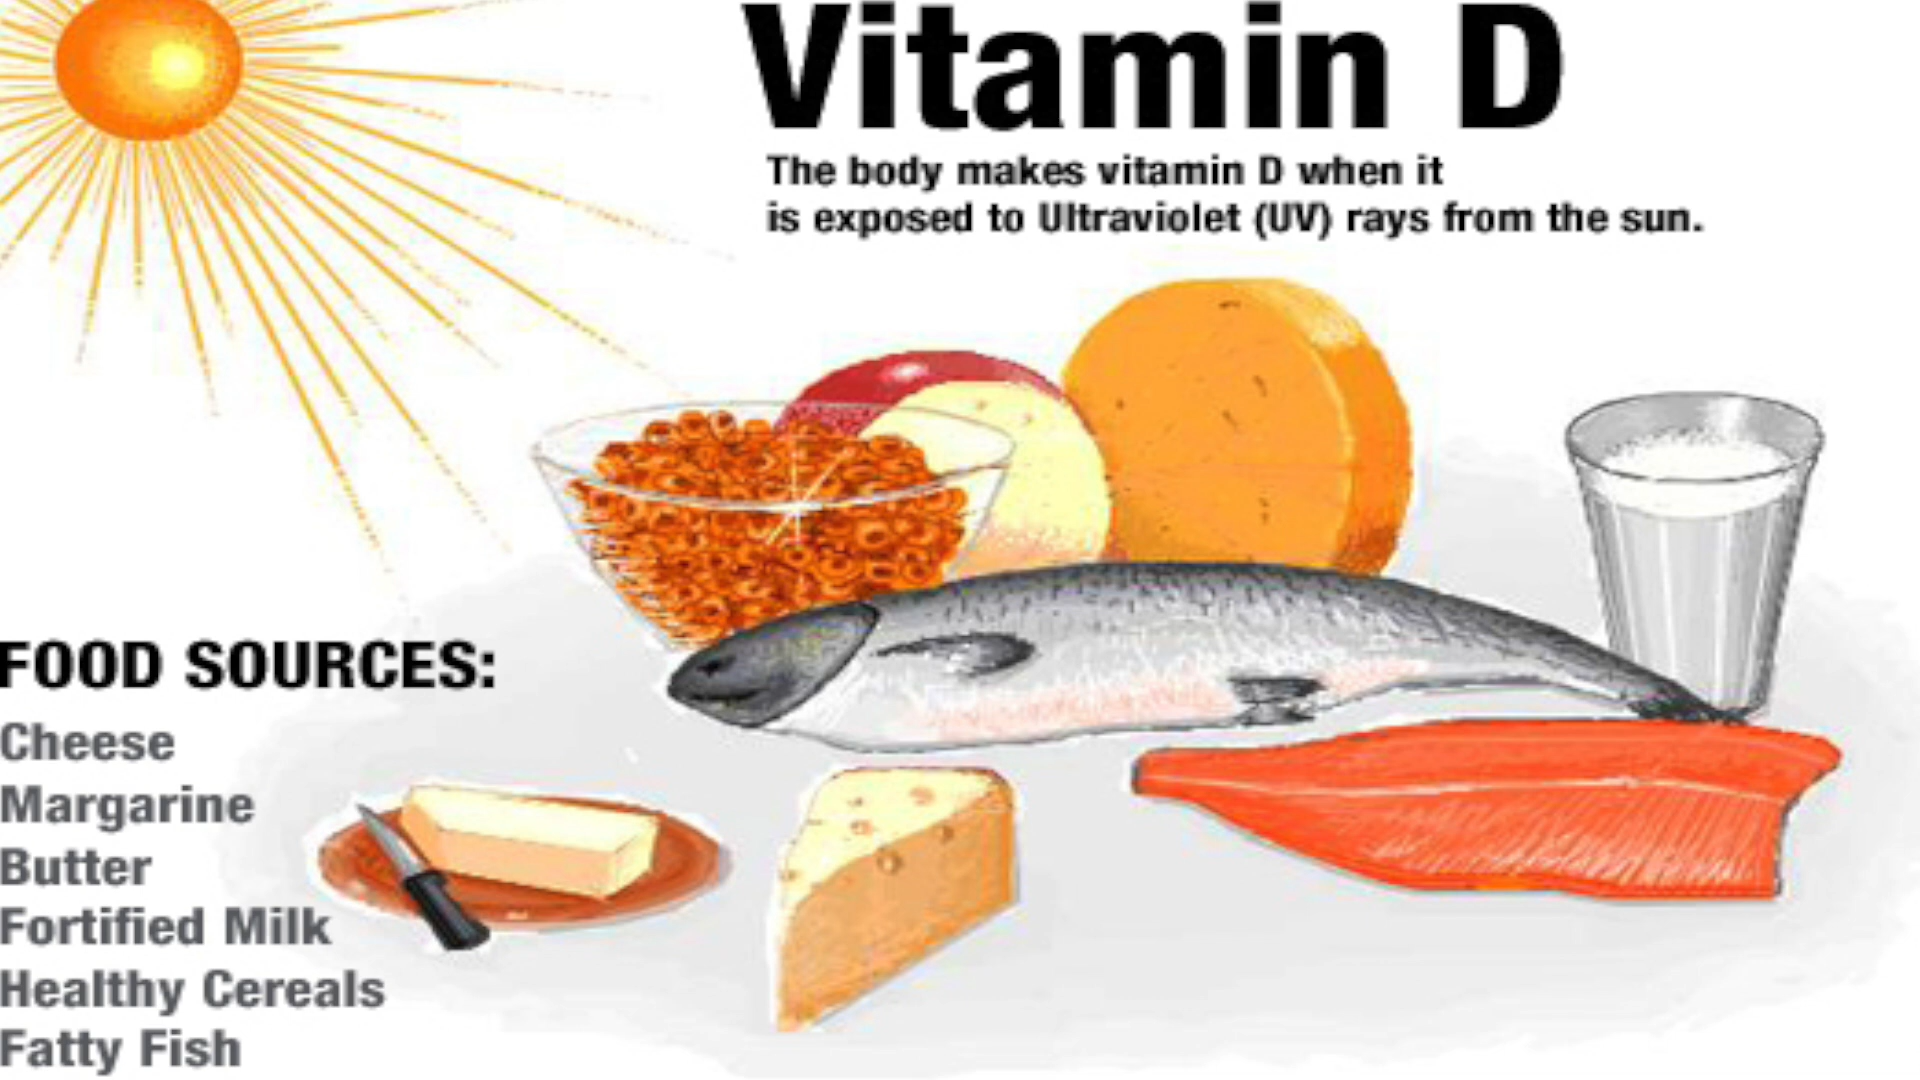 Vitamin D
The body makes vitamin D when it
is exposed to Ultraviolet (UV) rays from the sun.
FOOD SOURCES:
Cheese
Margarine
Butter
Fortified Milk
Healthy Cereals
Fatty Fish